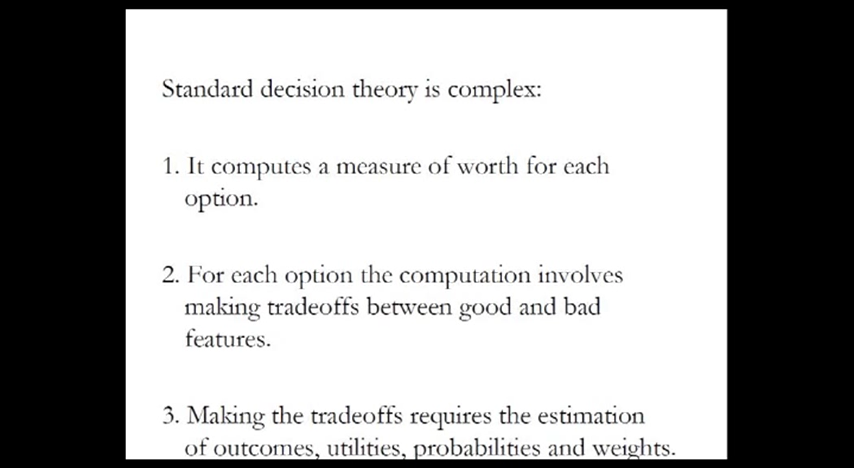 Standard decision theory is complex:
1. It computes a measure of worth for each
option.
2. For each option the computation involves
making tradeoffs between good and bad
features.
3. Making the tradeoffs requires the estimation
of outcomes, utilities, probabilities and weights.